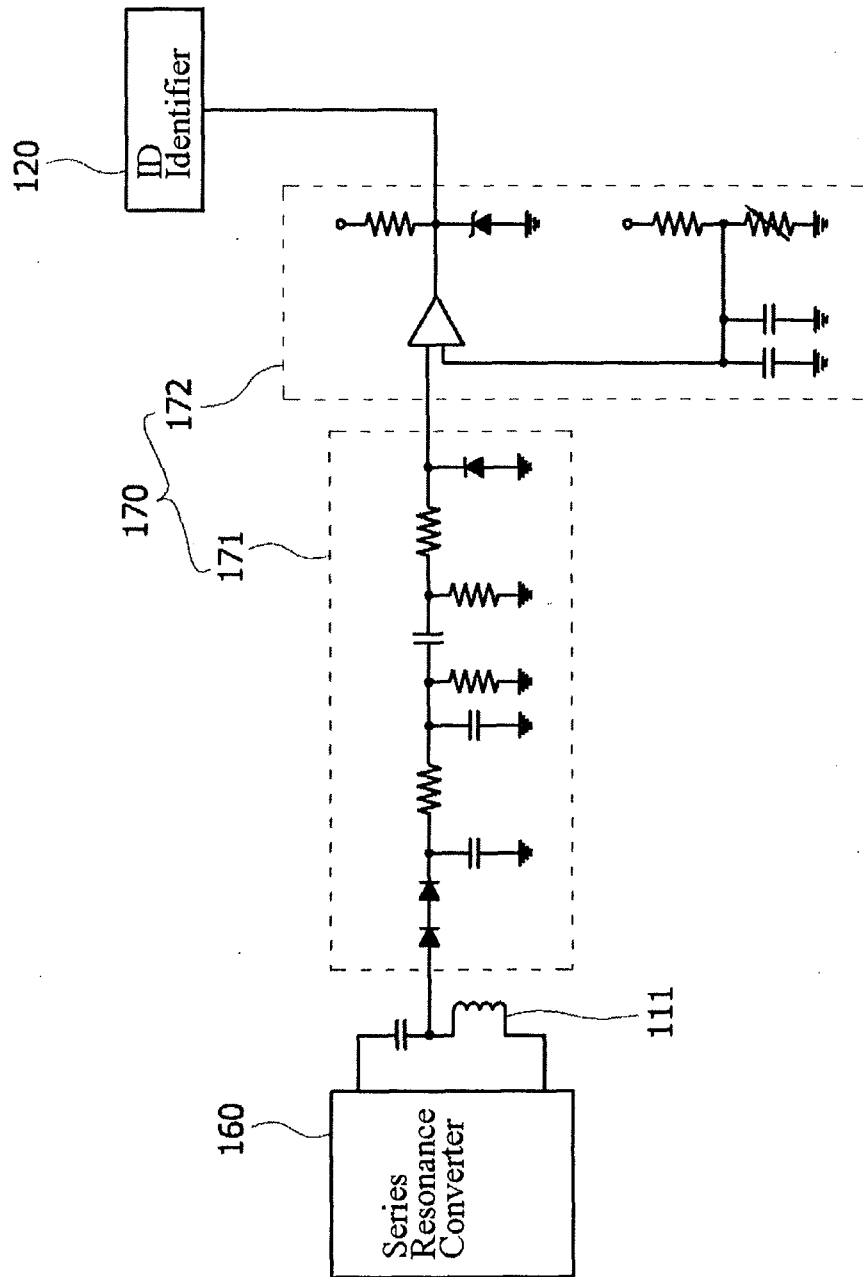 120
ID
Identifier
170
172
171
160
Series
Resonance
Converter
111